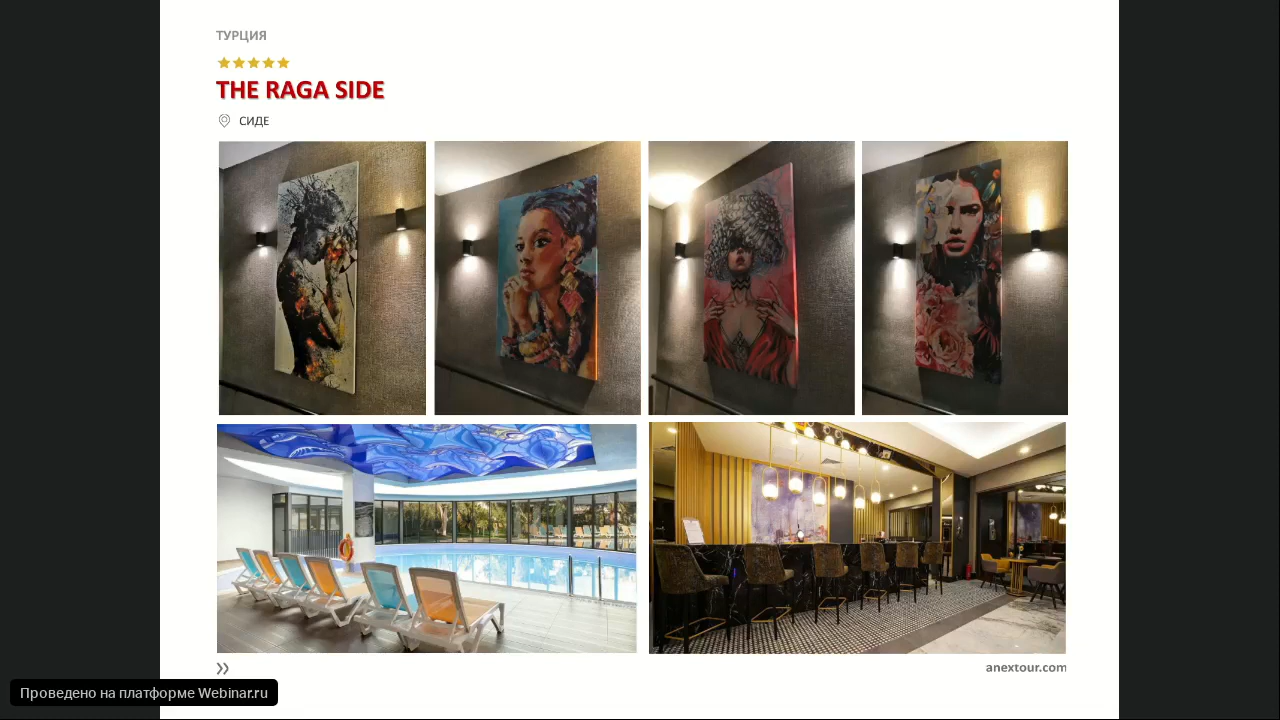 ТУРЦИЯ
THE RAGA SIDE
СИДЕ
anextour.com
Проведено на платформе Webinar.ru